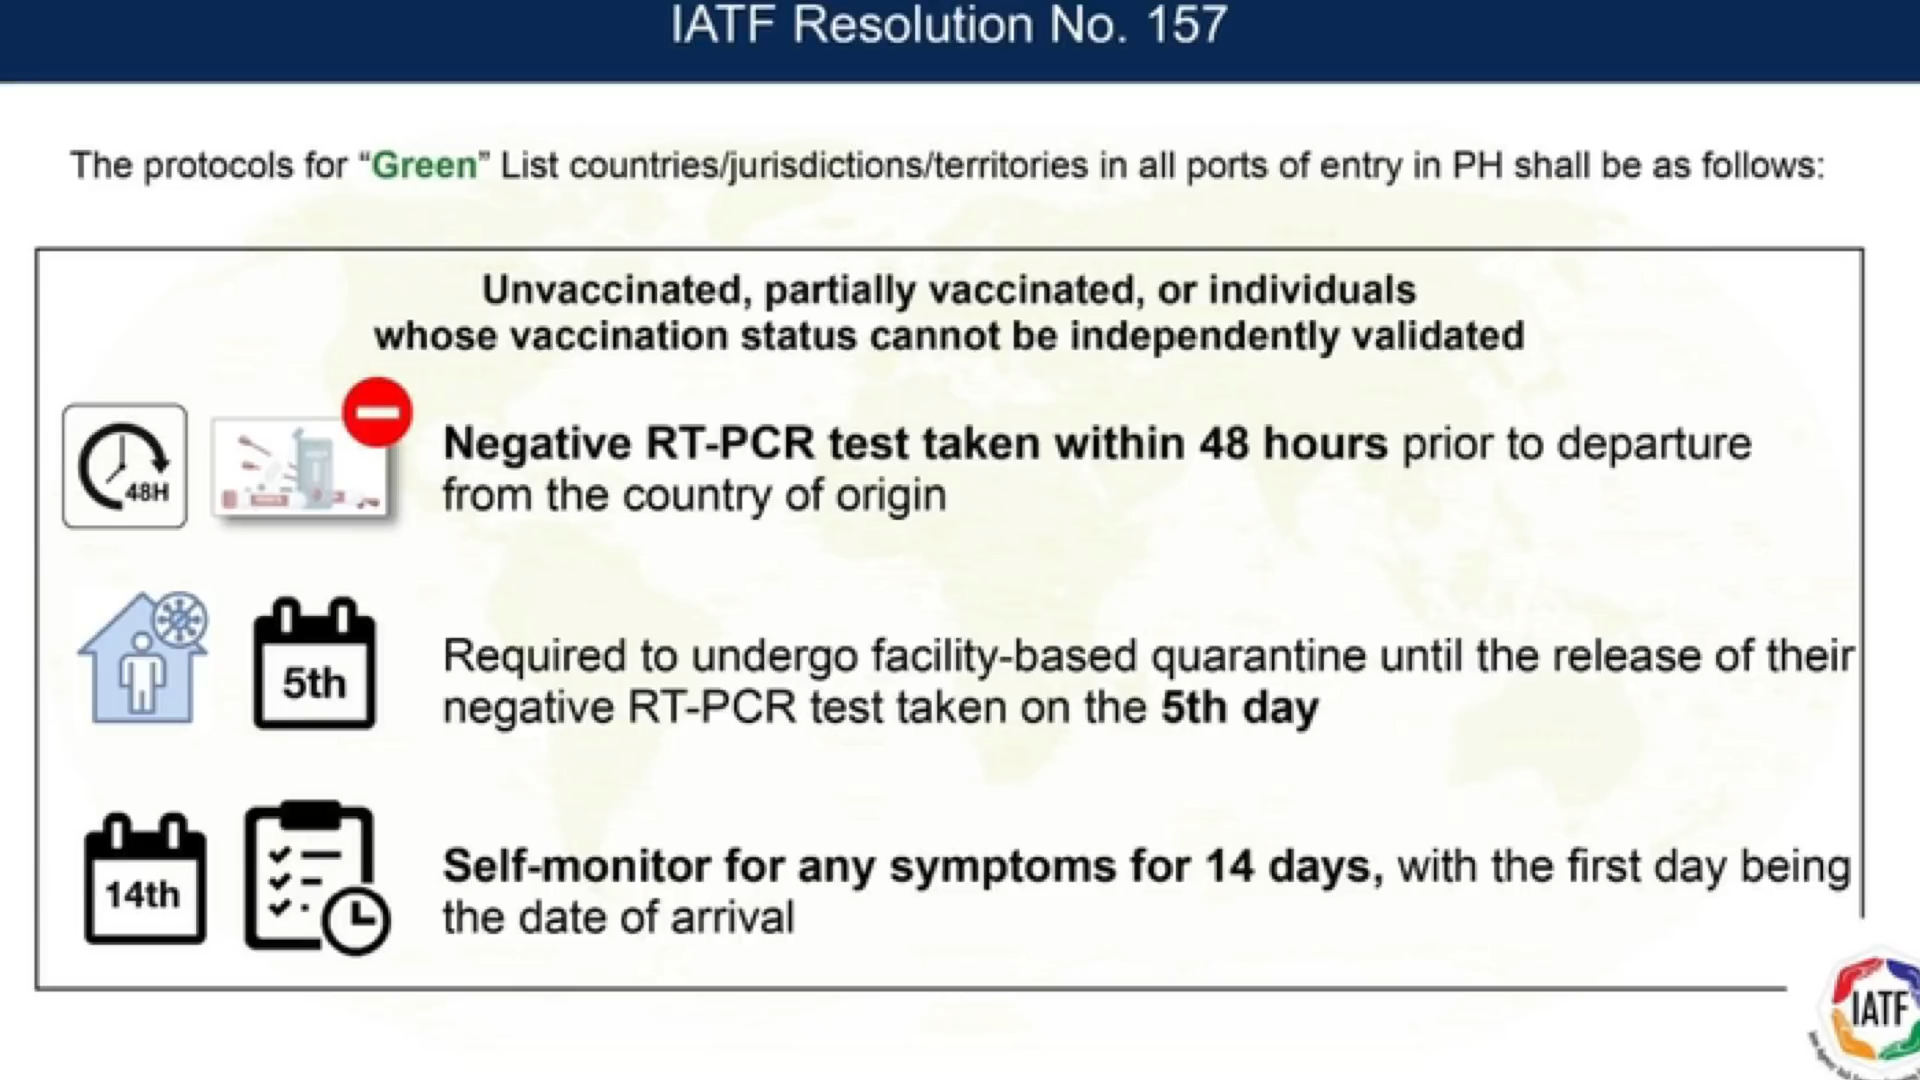 IATF Resolution No. 157
The protocols for “Green” List countries/jurisdictions/territories in all ports of entry in PH shall be as follows:
Unvaccinated, partially vaccinated, or individuals
whose vaccination status cannot be independently validated
48H
Negative RT-PCR test taken within 48 hours prior to departure
from the country of origin
5th
Required to undergo facility-based quarantine until the release of their
negative RT-PCR test taken on the 5th day
14th
Self-monitor for any symptoms for 14 days, with the first day being
the date of arrival
IATF